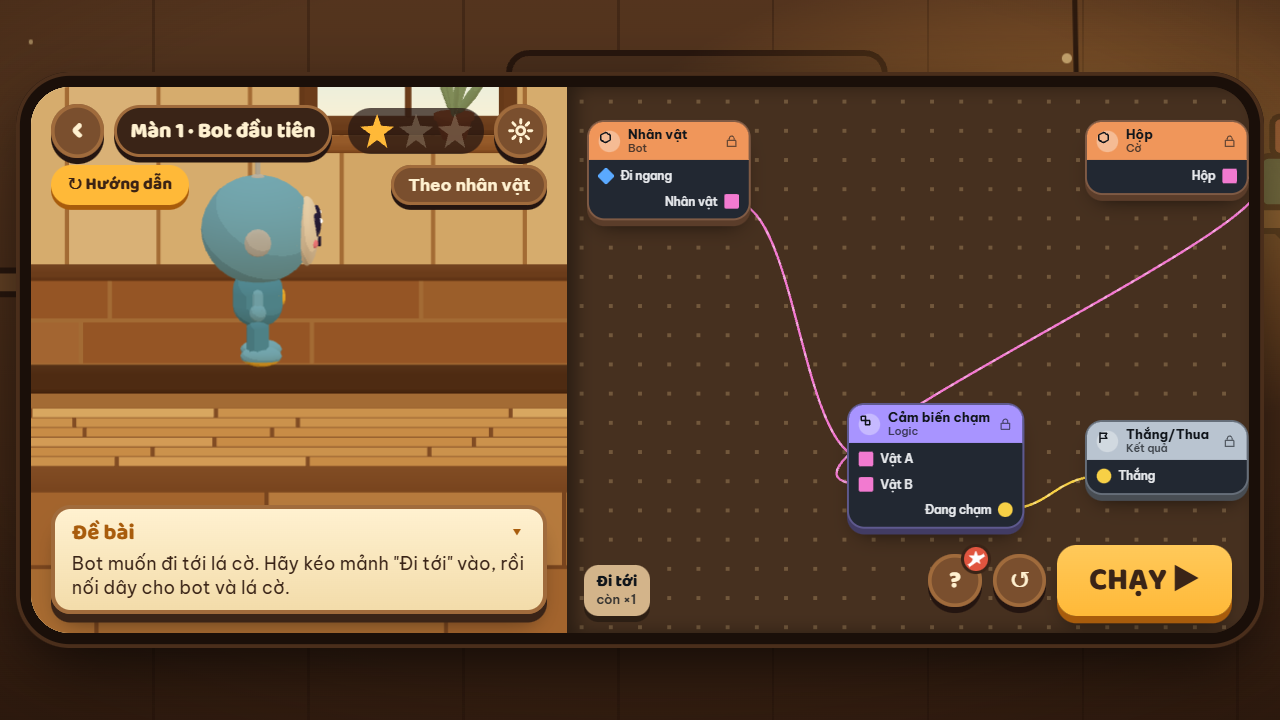 Màn 1 · Bot đầu tiên
↻ Hướng dẫn
Theo nhân vật
Đề bài
Bot muốn đi tới lá cờ. Hãy kéo mảnh "Đi tới" vào, rồi
nối dây cho bot và lá cờ.
Nhân vật
Bot
Đi ngang
Nhân vật
Hộp
Cờ
Hộp
Cảm biến chạm
Logic
Vật A
Vật B
Đang chạm
Thắng/Thua
Kết quả
Thắng
Đi tới
còn ×1
?
CHẠY